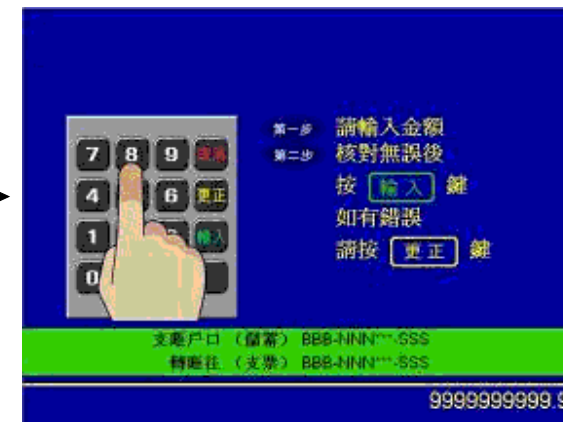 7 8 9 取消
4 6 更正
1 輸入
0
第一步 請輸入金額
第二步 核對無誤後
按 輸入 鍵
如有錯誤
請按 更正 鍵
支賬戶口 (儲蓄) BBB-NNN***-SSS
轉賬往 (支票) BBB-NNN***-SSS
9999999999.9